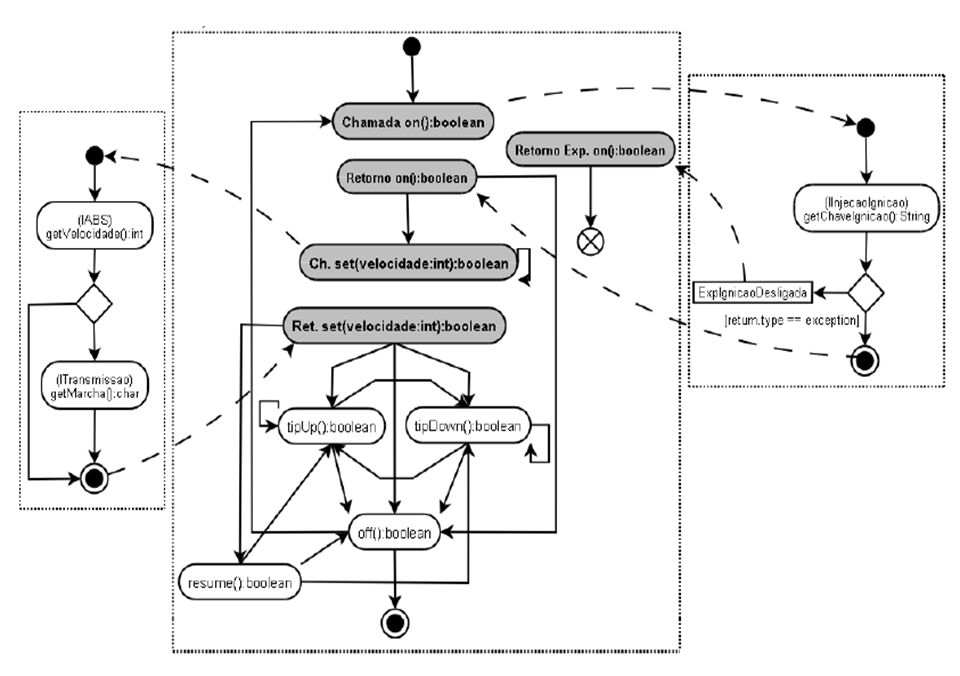 Chamada on():boolean
Retorno Exp. on():boolean
Retorno on():boolean
(IInjecaoIgnicao)
getChaveIgnicao():String
(IABS)
getVelocidade():int
Ch. set(velocidade:int):boolean
ExpIgnicaoDesligada
[return.type == exception]
Ret. set(velocidade:int):boolean
(ITransmissao)
getMarcha():char
tipUp():boolean
tipDown():boolean
off():boolean
resume():boolean